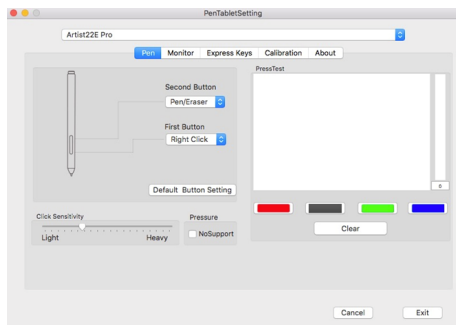 PenTabletSetting
Artist22E Pro
Pen Monitor Express Keys Calibration About
Second Button
Pen/Eraser
First Button
Right Click
Default Button Setting
Click Sensitivity
Light Heavy
Pressure
NoSupport
PressTest
Clear
Cancel Exit